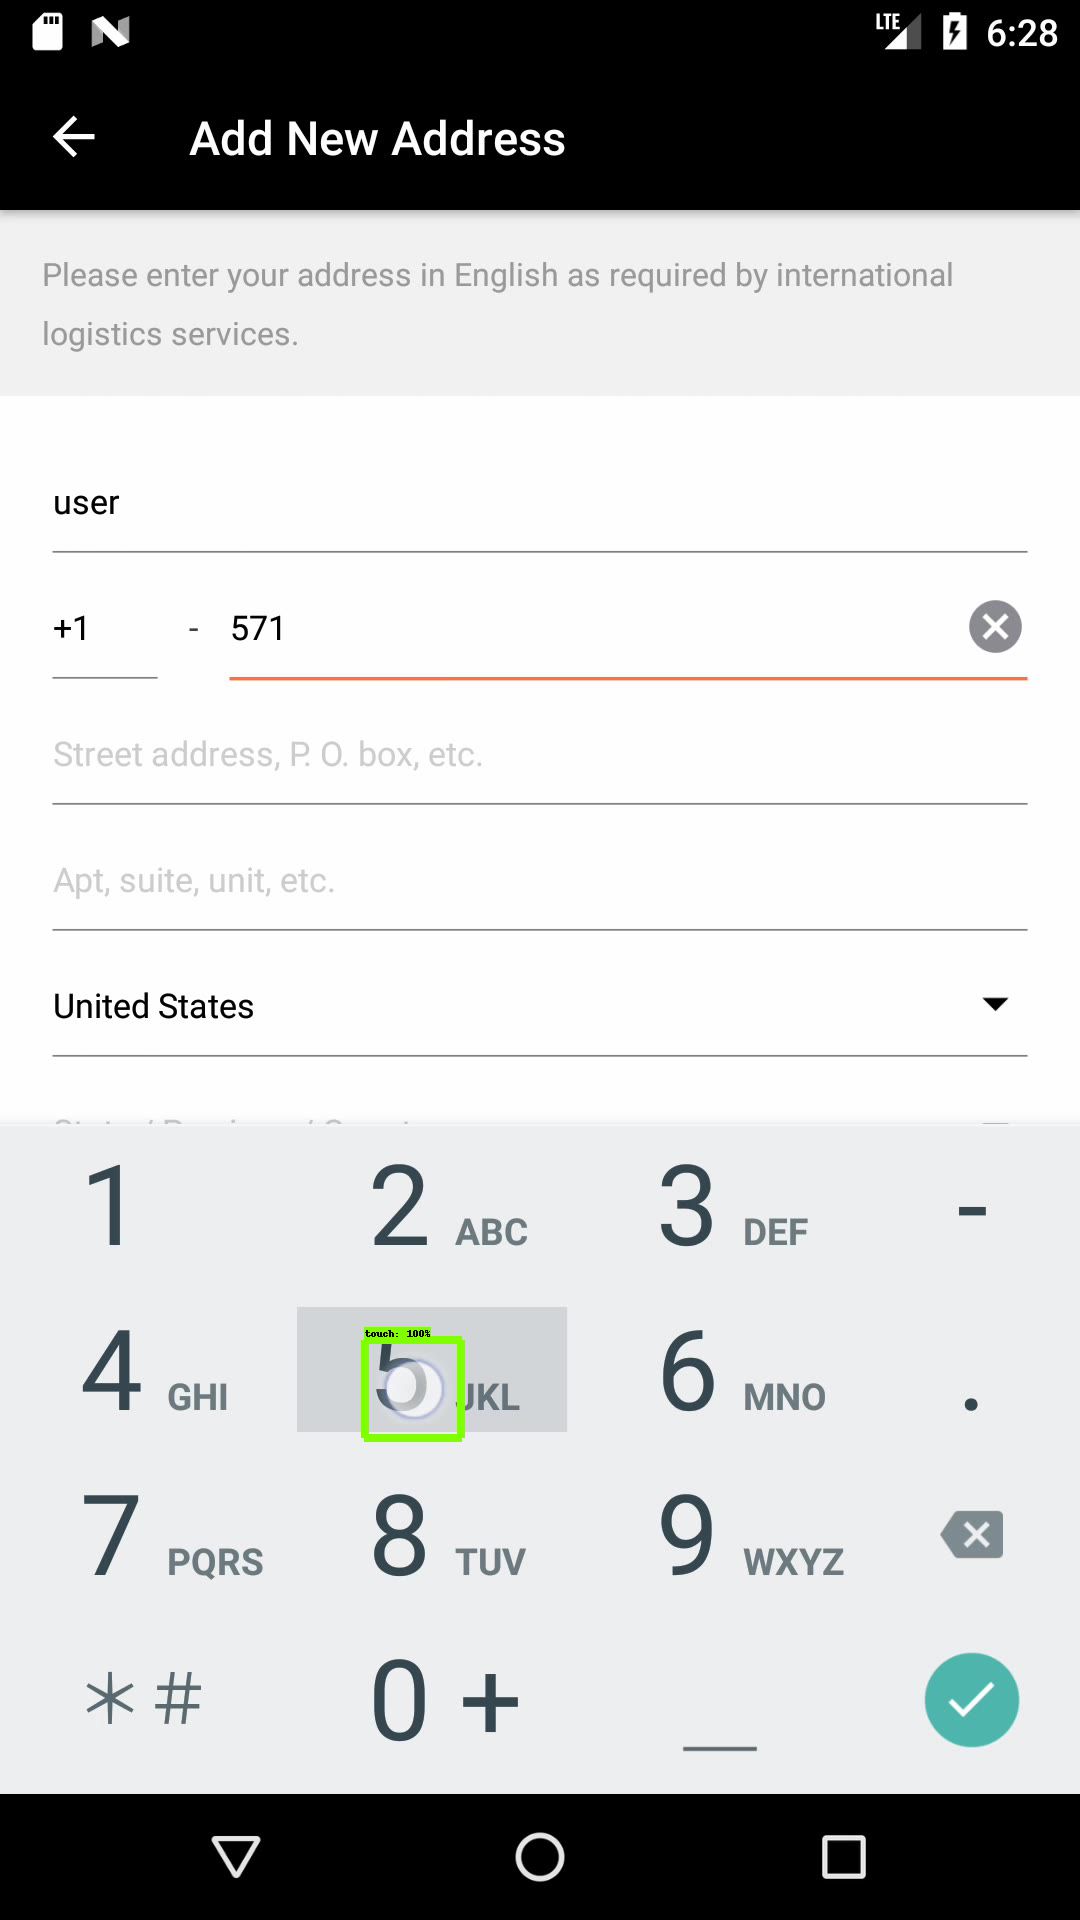 LTE 6:28
Add New Address
Please enter your address in English as required by international
logistics services.
user
+1 - 571
Street address, P. O. box, etc.
Apt, suite, unit, etc.
United States
1 2 ABC 3 DEF -
touch: 100%
4 GHI 5 JKL 6 MNO .
7 PQRS 8 TUV 9 WXYZ
* # 0 +